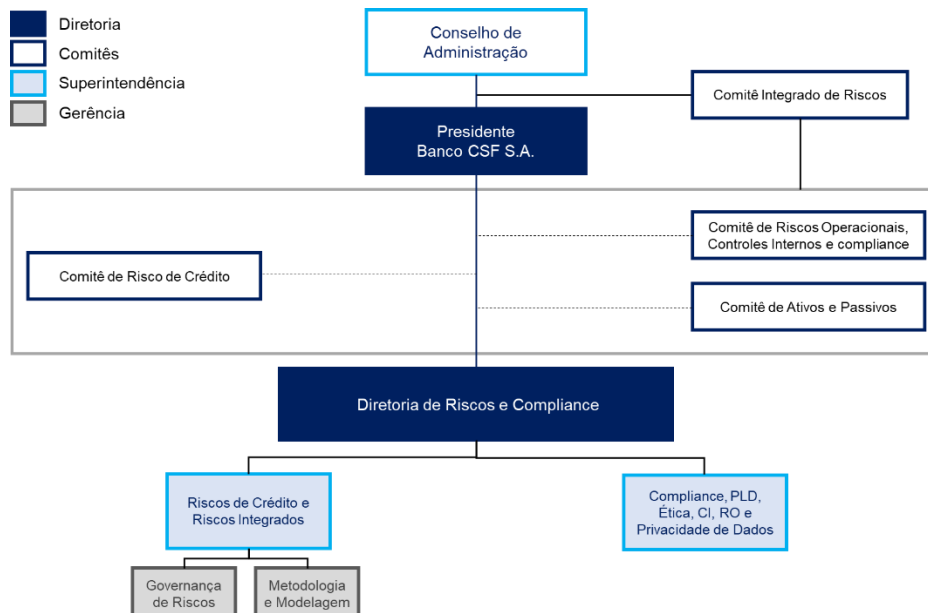 Diretoria
Comitês
Superintendência
Gerência
Conselho de
Administração
Comitê Integrado de Riscos
Presidente
Banco CSF S.A.
Comitê de Riscos Operacionais,
Controles Internos e compliance
Comitê de Risco de Crédito
Comitê de Ativos e Passivos
Diretoria de Riscos e Compliance
Riscos de Crédito e
Riscos Integrados
Compliance, PLD,
Ética, CI, RO e
Privacidade de Dados
Governança
de Riscos
Metodologia
e Modelagem